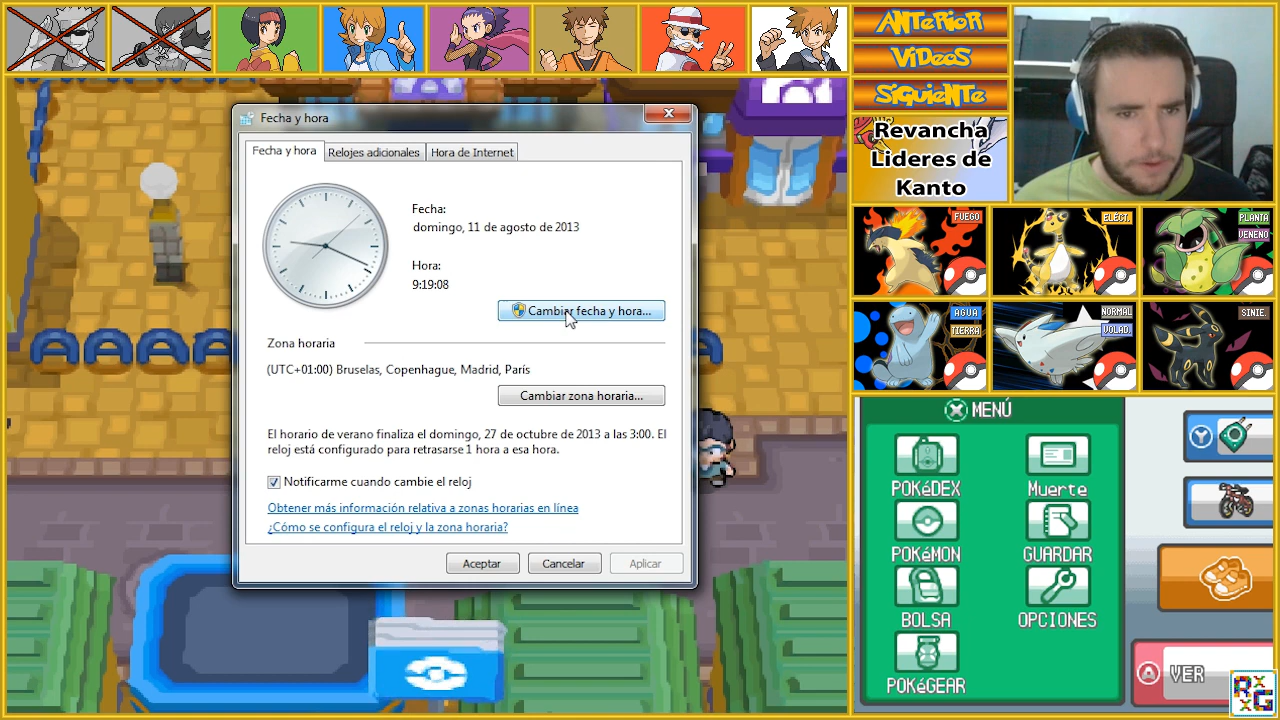 ANTERIOR
VIDEOS
SIGUIENTE
Revancha
Lideres de
Kanto
Fecha y hora
Fecha y hora
Relojes adicionales
Hora de Internet
Fecha:
domingo, 11 de agosto de 2013
Hora:
9:19:08
Cambiar fecha y hora...
Zona horaria
(UTC+01:00) Bruselas, Copenhague, Madrid, París
Cambiar zona horaria...
El horario de verano finaliza el domingo, 27 de octubre de 2013 a las 3:00. El
reloj está configurado para retrasarse 1 hora a esa hora.
Notificarme cuando cambie el reloj
Obtener más información relativa a zonas horarias en línea
¿Cómo se configura el reloj y la zona horaria?
Aceptar
Cancelar
Aplicar
FUEGO
ELÉCT.
PLANTA
VENENO
AGUA
TIERRA
NORMAL
VOLAD.
SINIE.
X MENÚ
POKéDEX
Muerte
POKéMON
GUARDAR
BOLSA
OPCIONES
POKéGEAR
Y
A VER
RxxG